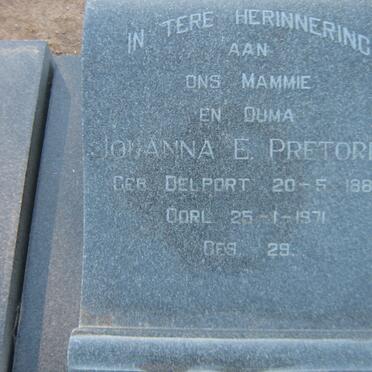 IN TERE HERINNERING
AAN
ONS MAMMIE
EN OUMA
JOHANNA E. PRETORI
GEB DELPORT 20-5-188
OORL 25-1-1971
GES. 29.